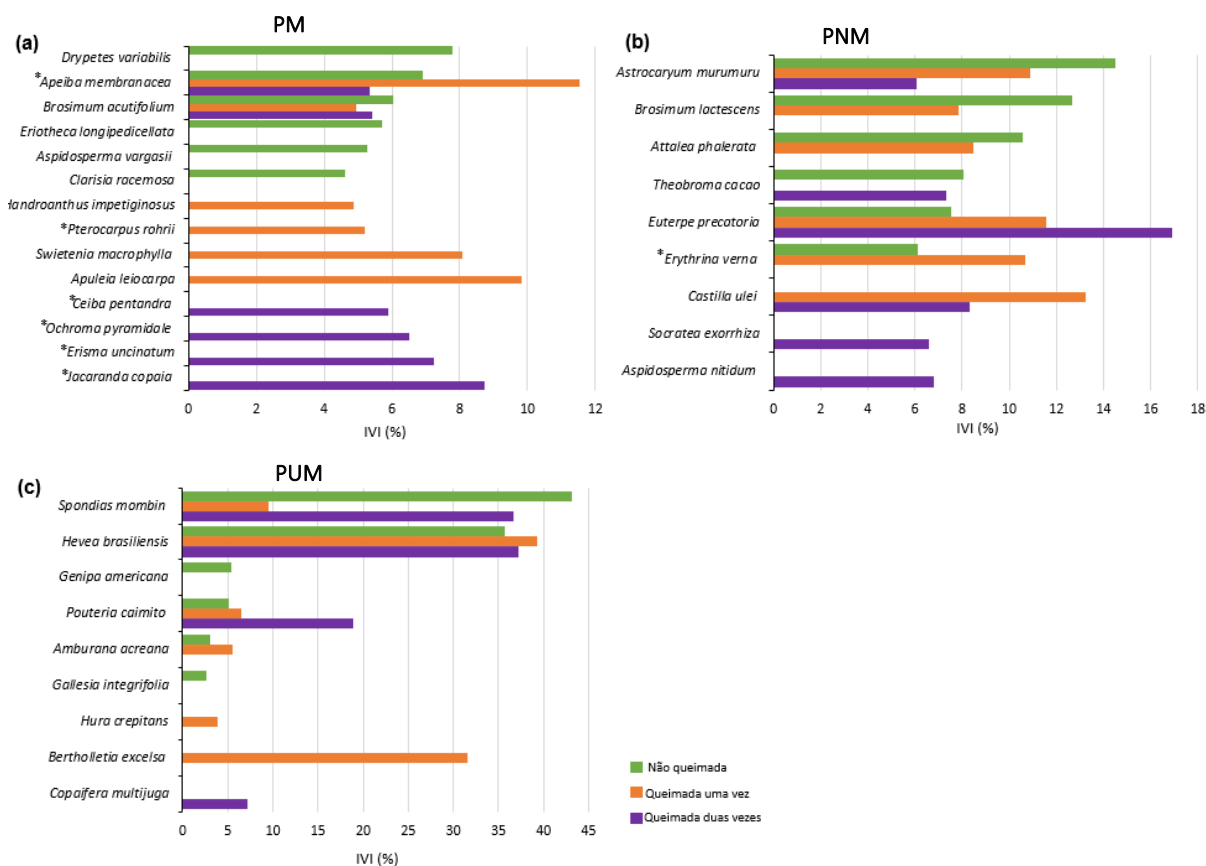 (a)
PM
Drypetes variabilis
*Apeiba membranacea
Brosimum acutifolium
Eriotheca longipedicellata
Aspidosperma vargasii
Clarisia racemosa
Handroanthus impetiginosus
*Pterocarpus rohrii
Swietenia macrophylla
Apuleia leiocarpa
*Ceiba pentandra
*Ochroma pyramidale
*Erisma uncinatum
*Jacaranda copaia
0 2 4 6 8 10 12
IVI (%)
(b)
PNM
Astrocaryum murumuru
Brosimum lactescens
Attalea phalerata
Theobroma cacao
Euterpe precatoria
*Erythrina verna
Castilla ulei
Socratea exorrhiza
Aspidosperma nitidum
0 2 4 6 8 10 12 14 16 18
IVI (%)
(c)
PUM
Spondias mombin
Hevea brasiliensis
Genipa americana
Pouteria caimito
Amburana acreana
Gallesia integrifolia
Hura crepitans
Bertholletia excelsa
Copaifera multijuga
0 5 10 15 20 25 30 35 40 45
IVI (%)
Não queimada
Queimada uma vez
Queimada duas vezes